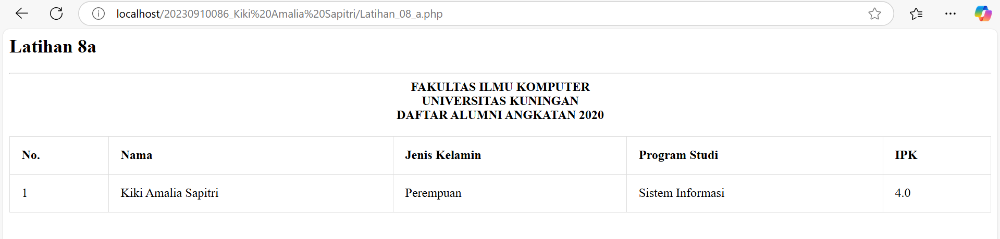 localhost/20230910086_Kiki%20Amalia%20Sapitri/Latihan_08_a.php
Latihan 8a
FAKULTAS ILMU KOMPUTER
UNIVERSITAS KUNINGAN
DAFTAR ALUMNI ANGKATAN 2020
No. Nama Jenis Kelamin Program Studi IPK
1 Kiki Amalia Sapitri Perempuan Sistem Informasi 4.0